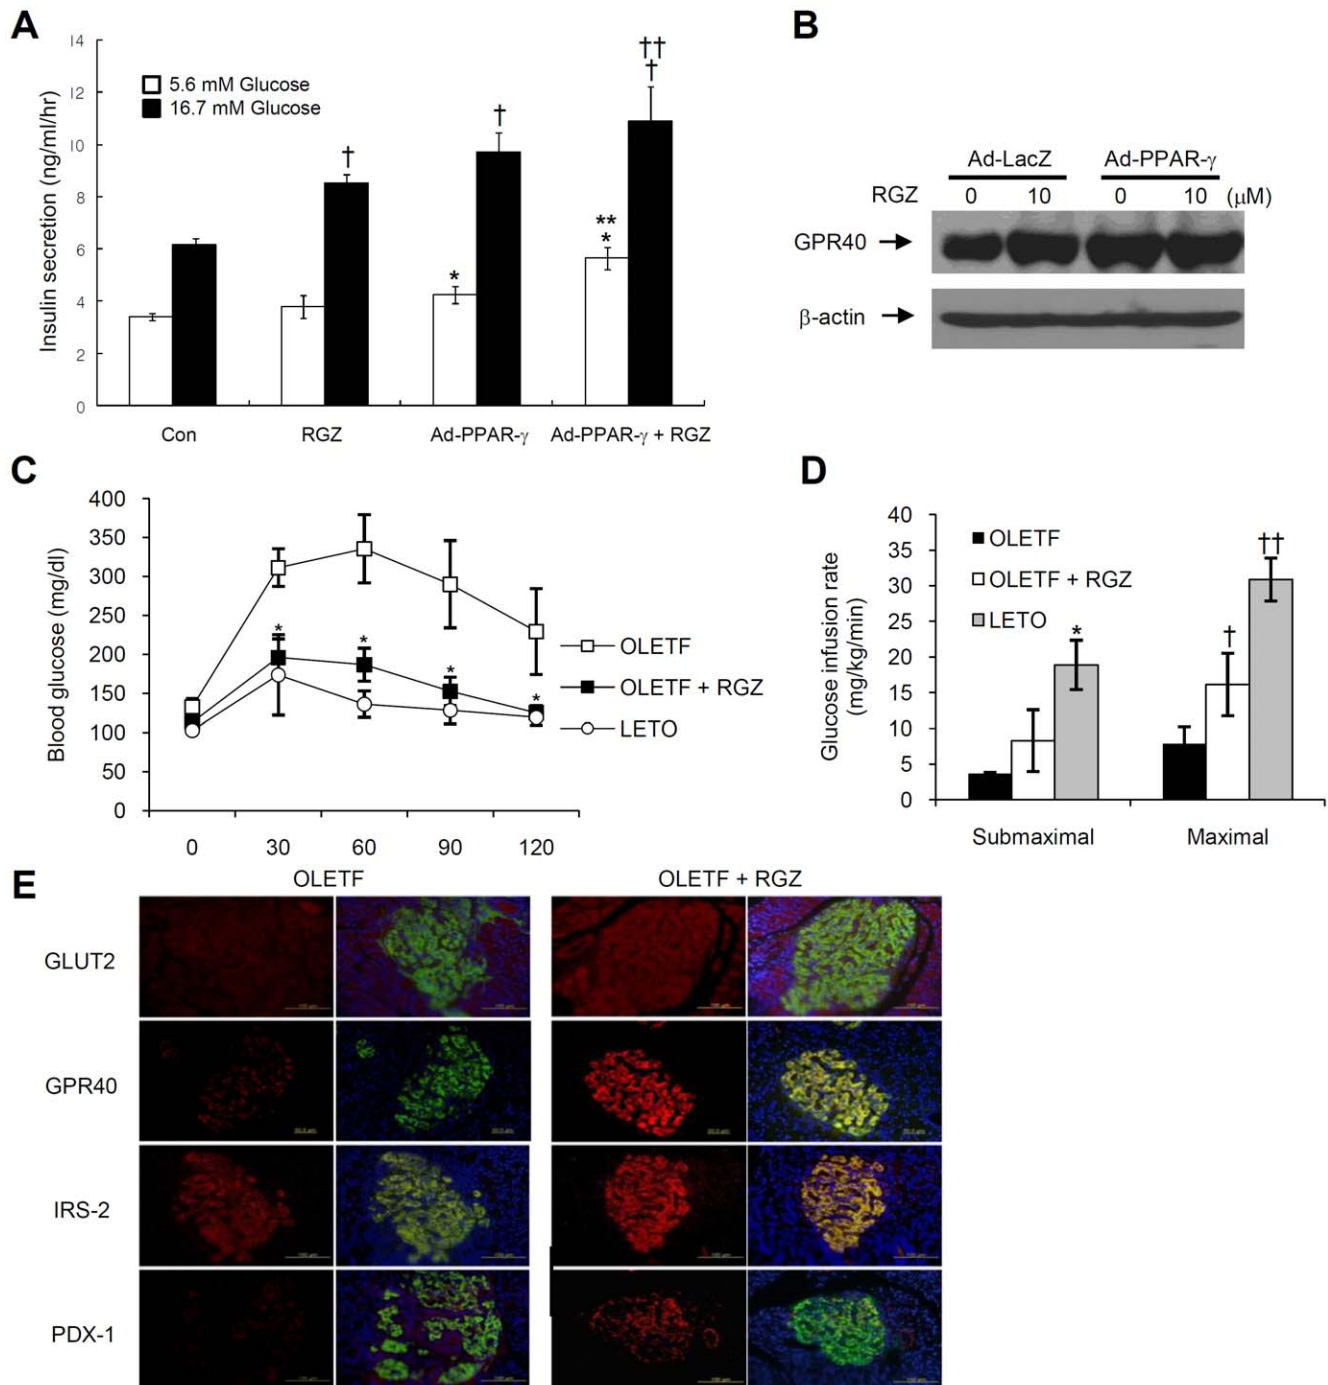 A
14
12
10
8
6
4
2
0
Insulin secretion (ng/ml/hr)
5.6 mM Glucose
16.7 mM Glucose
†
*
†
**
*
††
†
Con RGZ Ad-PPAR-γ Ad-PPAR-γ + RGZ
B
Ad-LacZ Ad-PPAR-γ
RGZ 0 10 0 10 (μM)
GPR40
β-actin
C
400
350
300
250
200
150
100
50
0
Blood glucose (mg/dl)
* * * *
OLETF
OLETF + RGZ
LETO
0 30 60 90 120
D
40
35
30
25
20
15
10
5
0
Glucose infusion rate
(mg/kg/min)
OLETF
OLETF + RGZ
LETO
*
†
††
Submaximal Maximal
E
OLETF OLETF + RGZ
GLUT2
GPR40
IRS-2
PDX-1